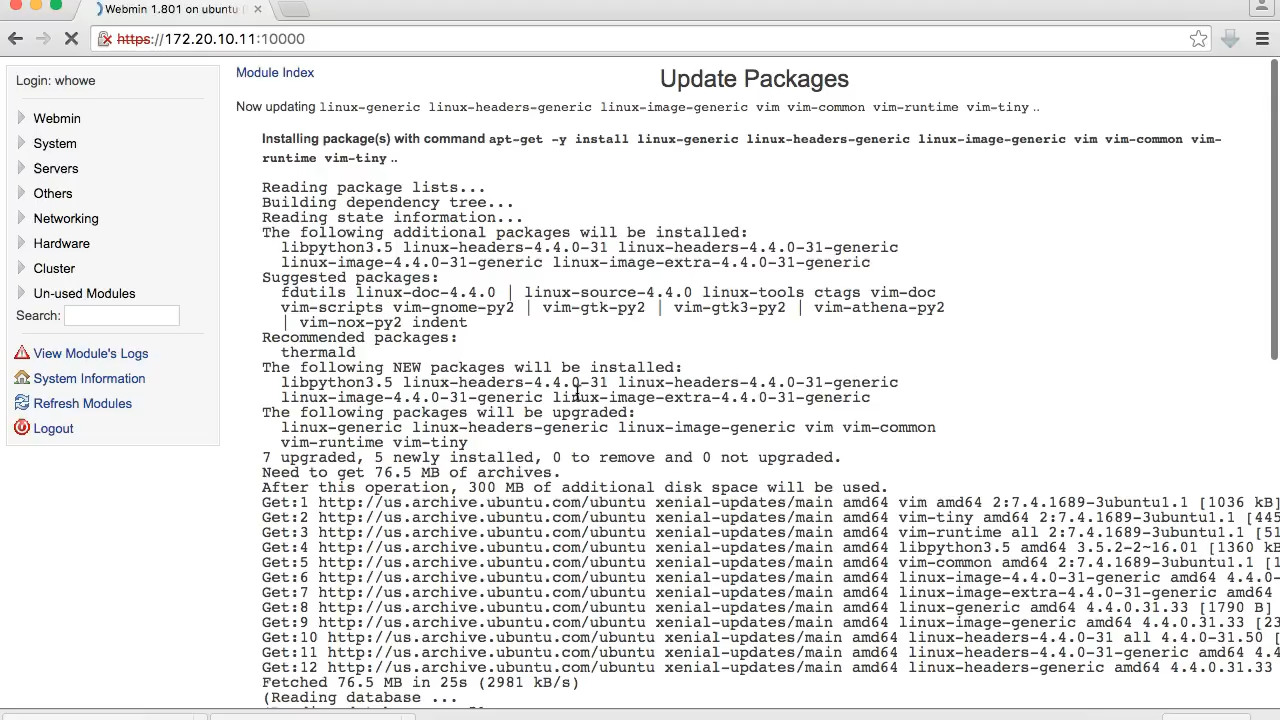 Webmin 1.801 on ubuntu
https://172.20.10.11:10000
Login: whowe
Webmin
System
Servers
Others
Networking
Hardware
Cluster
Un-used Modules
Search:
View Module's Logs
System Information
Refresh Modules
Logout
Module Index
Update Packages
Now updating linux-generic linux-headers-generic linux-image-generic vim vim-common vim-runtime vim-tiny ..
Installing package(s) with command apt-get -y install linux-generic linux-headers-generic linux-image-generic vim vim-common vim-
runtime vim-tiny ..
Reading package lists...
Building dependency tree...
Reading state information...
The following additional packages will be installed:
libpython3.5 linux-headers-4.4.0-31 linux-headers-4.4.0-31-generic
linux-image-4.4.0-31-generic linux-image-extra-4.4.0-31-generic
Suggested packages:
fdutils linux-doc-4.4.0 | linux-source-4.4.0 linux-tools ctags vim-doc
vim-scripts vim-gnome-py2 | vim-gtk-py2 | vim-gtk3-py2 | vim-athena-py2
| vim-nox-py2 indent
Recommended packages:
thermald
The following NEW packages will be installed:
libpython3.5 linux-headers-4.4.0-31 linux-headers-4.4.0-31-generic
linux-image-4.4.0-31-generic linux-image-extra-4.4.0-31-generic
The following packages will be upgraded:
linux-generic linux-headers-generic linux-image-generic vim vim-common
vim-runtime vim-tiny
7 upgraded, 5 newly installed, 0 to remove and 0 not upgraded.
Need to get 76.5 MB of archives.
After this operation, 300 MB of additional disk space will be used.
Get:1 http://us.archive.ubuntu.com/ubuntu xenial-updates/main amd64 vim amd64 2:7.4.1689-3ubuntu1.1 [1036 kB]
Get:2 http://us.archive.ubuntu.com/ubuntu xenial-updates/main amd64 vim-tiny amd64 2:7.4.1689-3ubuntu1.1 [445
Get:3 http://us.archive.ubuntu.com/ubuntu xenial-updates/main amd64 vim-runtime all 2:7.4.1689-3ubuntu1.1 [51
Get:4 http://us.archive.ubuntu.com/ubuntu xenial-updates/main amd64 libpython3.5 amd64 3.5.2-2~16.01 [1360 kB
Get:5 http://us.archive.ubuntu.com/ubuntu xenial-updates/main amd64 vim-common amd64 2:7.4.1689-3ubuntu1.1 [1
Get:6 http://us.archive.ubuntu.com/ubuntu xenial-updates/main amd64 linux-image-4.4.0-31-generic amd64 4.4.0-
Get:7 http://us.archive.ubuntu.com/ubuntu xenial-updates/main amd64 linux-image-extra-4.4.0-31-generic amd64
Get:8 http://us.archive.ubuntu.com/ubuntu xenial-updates/main amd64 linux-generic amd64 4.4.0.31.33 [1790 B]
Get:9 http://us.archive.ubuntu.com/ubuntu xenial-updates/main amd64 linux-image-generic amd64 4.4.0.31.33 [23
Get:10 http://us.archive.ubuntu.com/ubuntu xenial-updates/main amd64 linux-headers-4.4.0-31 all 4.4.0-31.50 [
Get:11 http://us.archive.ubuntu.com/ubuntu xenial-updates/main amd64 linux-headers-4.4.0-31-generic amd64 4.4
Get:12 http://us.archive.ubuntu.com/ubuntu xenial-updates/main amd64 linux-headers-generic amd64 4.4.0.31.33
Fetched 76.5 MB in 25s (2981 kB/s)
(Reading database ...